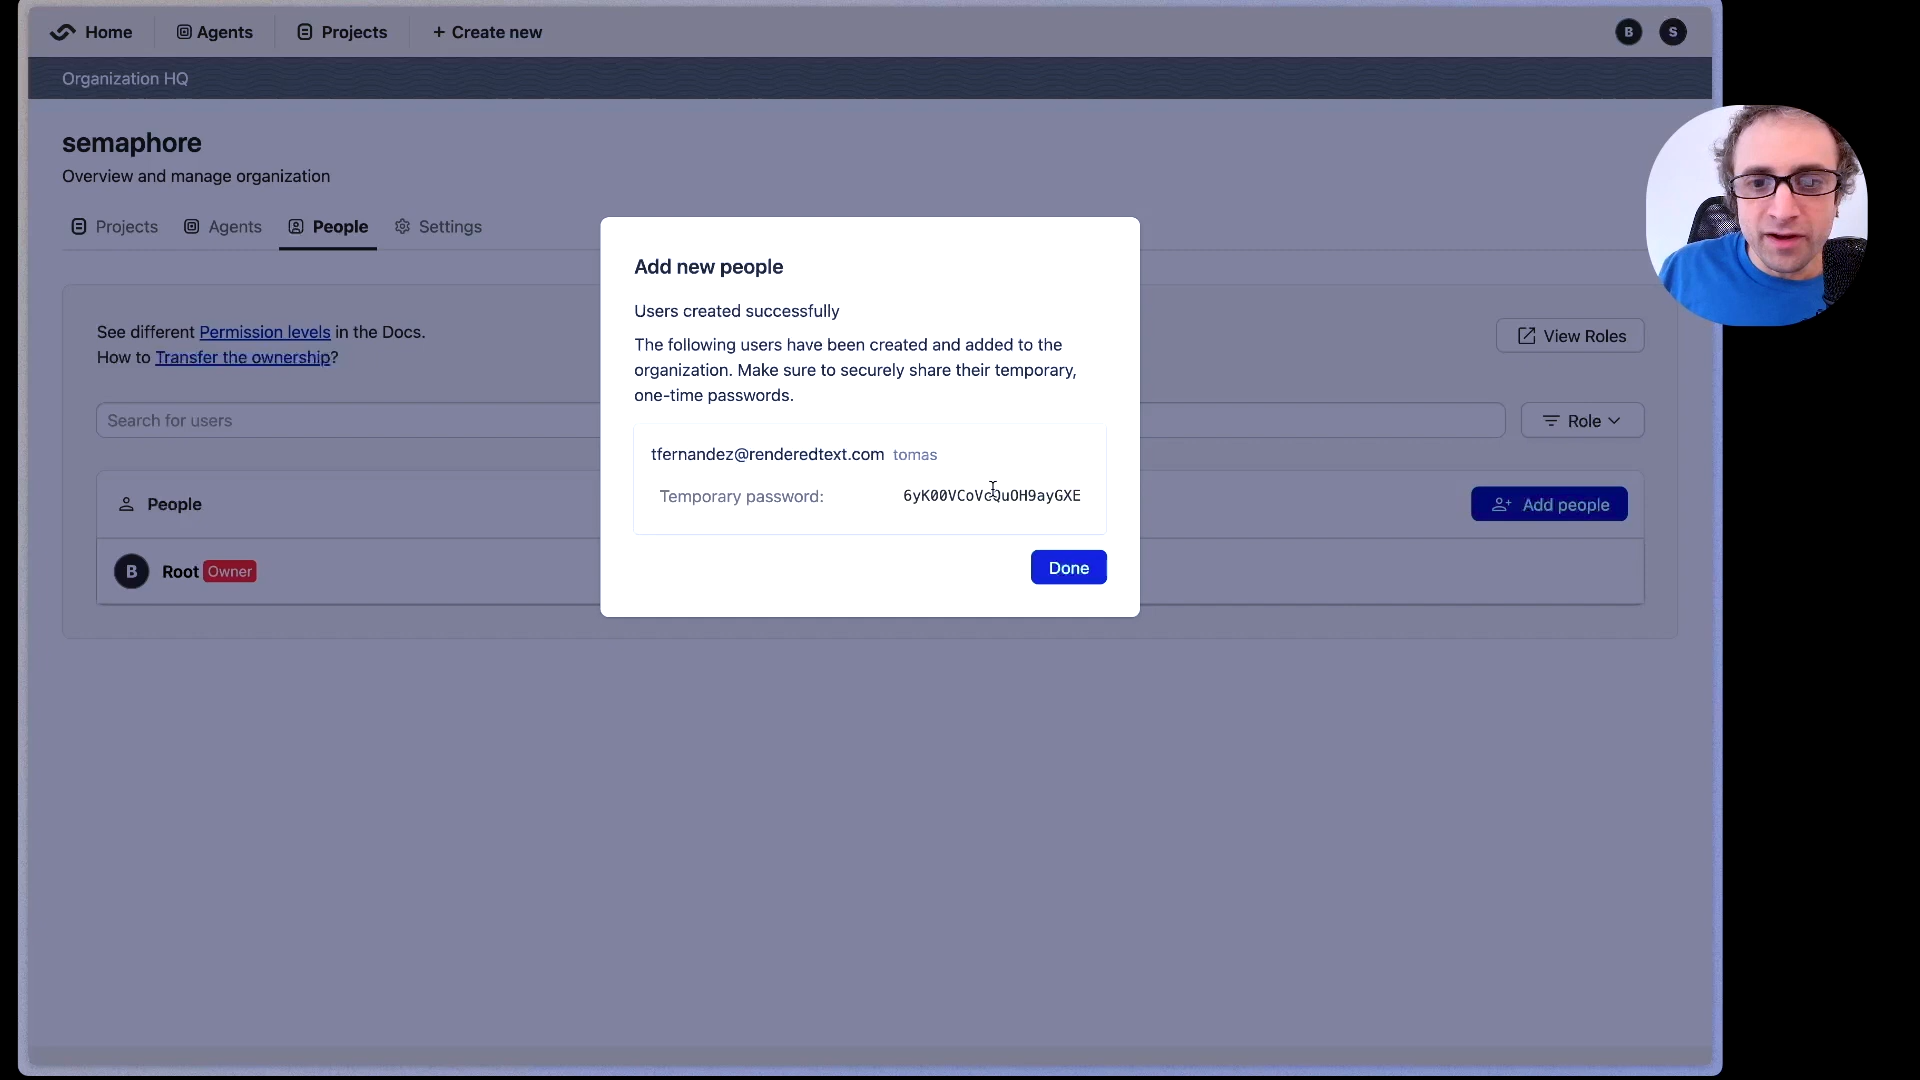 Home
Agents
Projects
+ Create new
B
S
Organization HQ
semaphore
Overview and manage organization
Projects
Agents
People
Settings
See different Permission levels in the Docs.
How to Transfer the ownership?
View Roles
Search for users
Role
People
Add people
B
Root Owner
Add new people
Users created successfully
The following users have been created and added to the
organization. Make sure to securely share their temporary,
one-time passwords.
tfernandez@renderedtext.com tomas
Temporary password: 6yK00VCoVcQuOH9ayGXE
Done